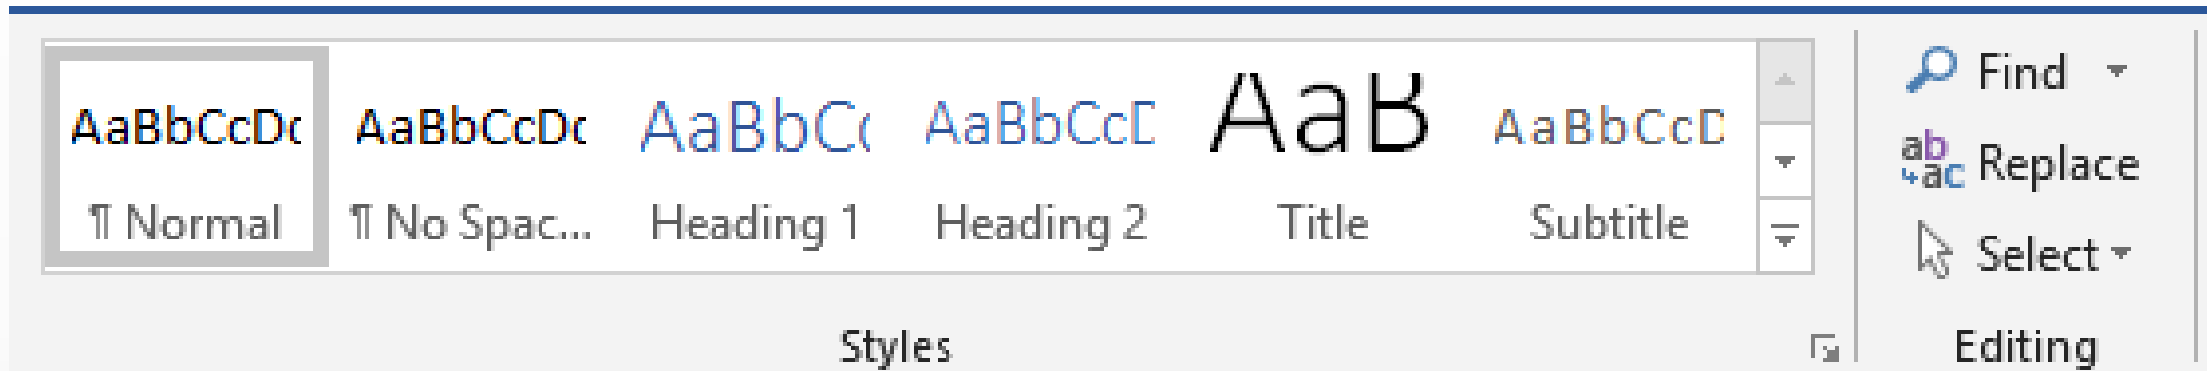 AaBbCcDc AaBbCcDc AaBbCc AaBbCcD AaB AaBbCcD
¶ Normal ¶ No Spac... Heading 1 Heading 2 Title Subtitle
Styles
Find
ab ac Replace
Select
Editing